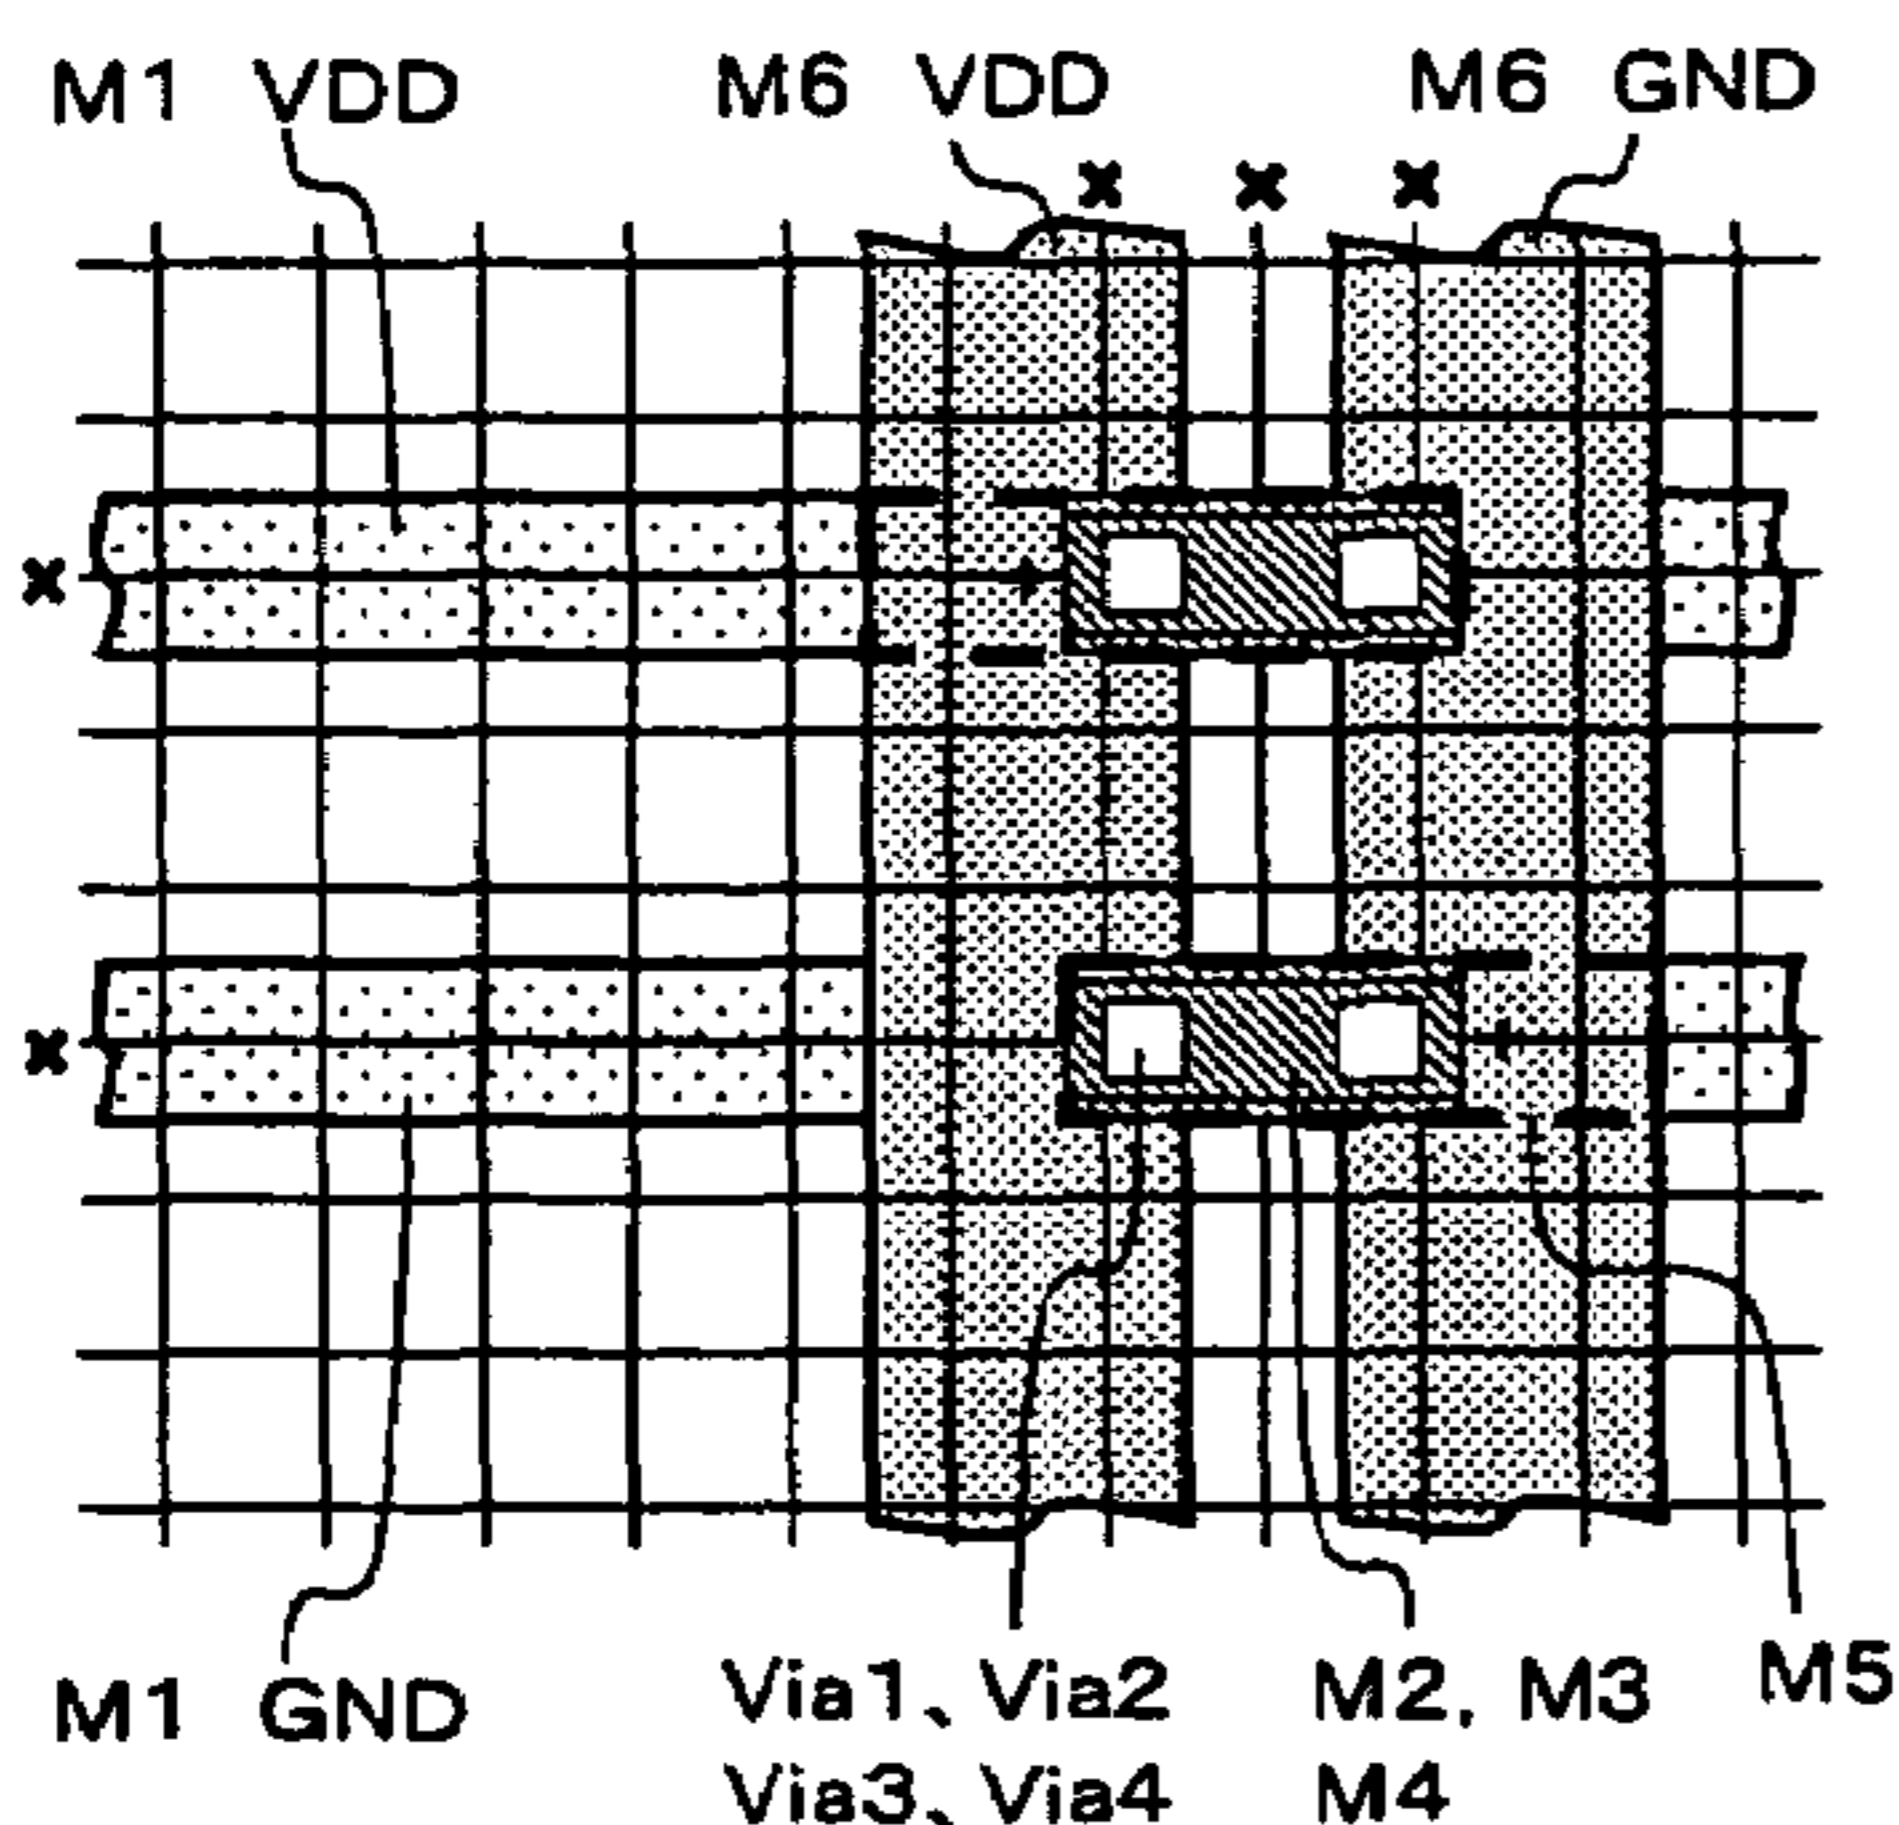 M1 VDD
M6 VDD
M6 GND
M1 GND
Via1、Via2
Via3、Via4
M2, M3
M4
M5